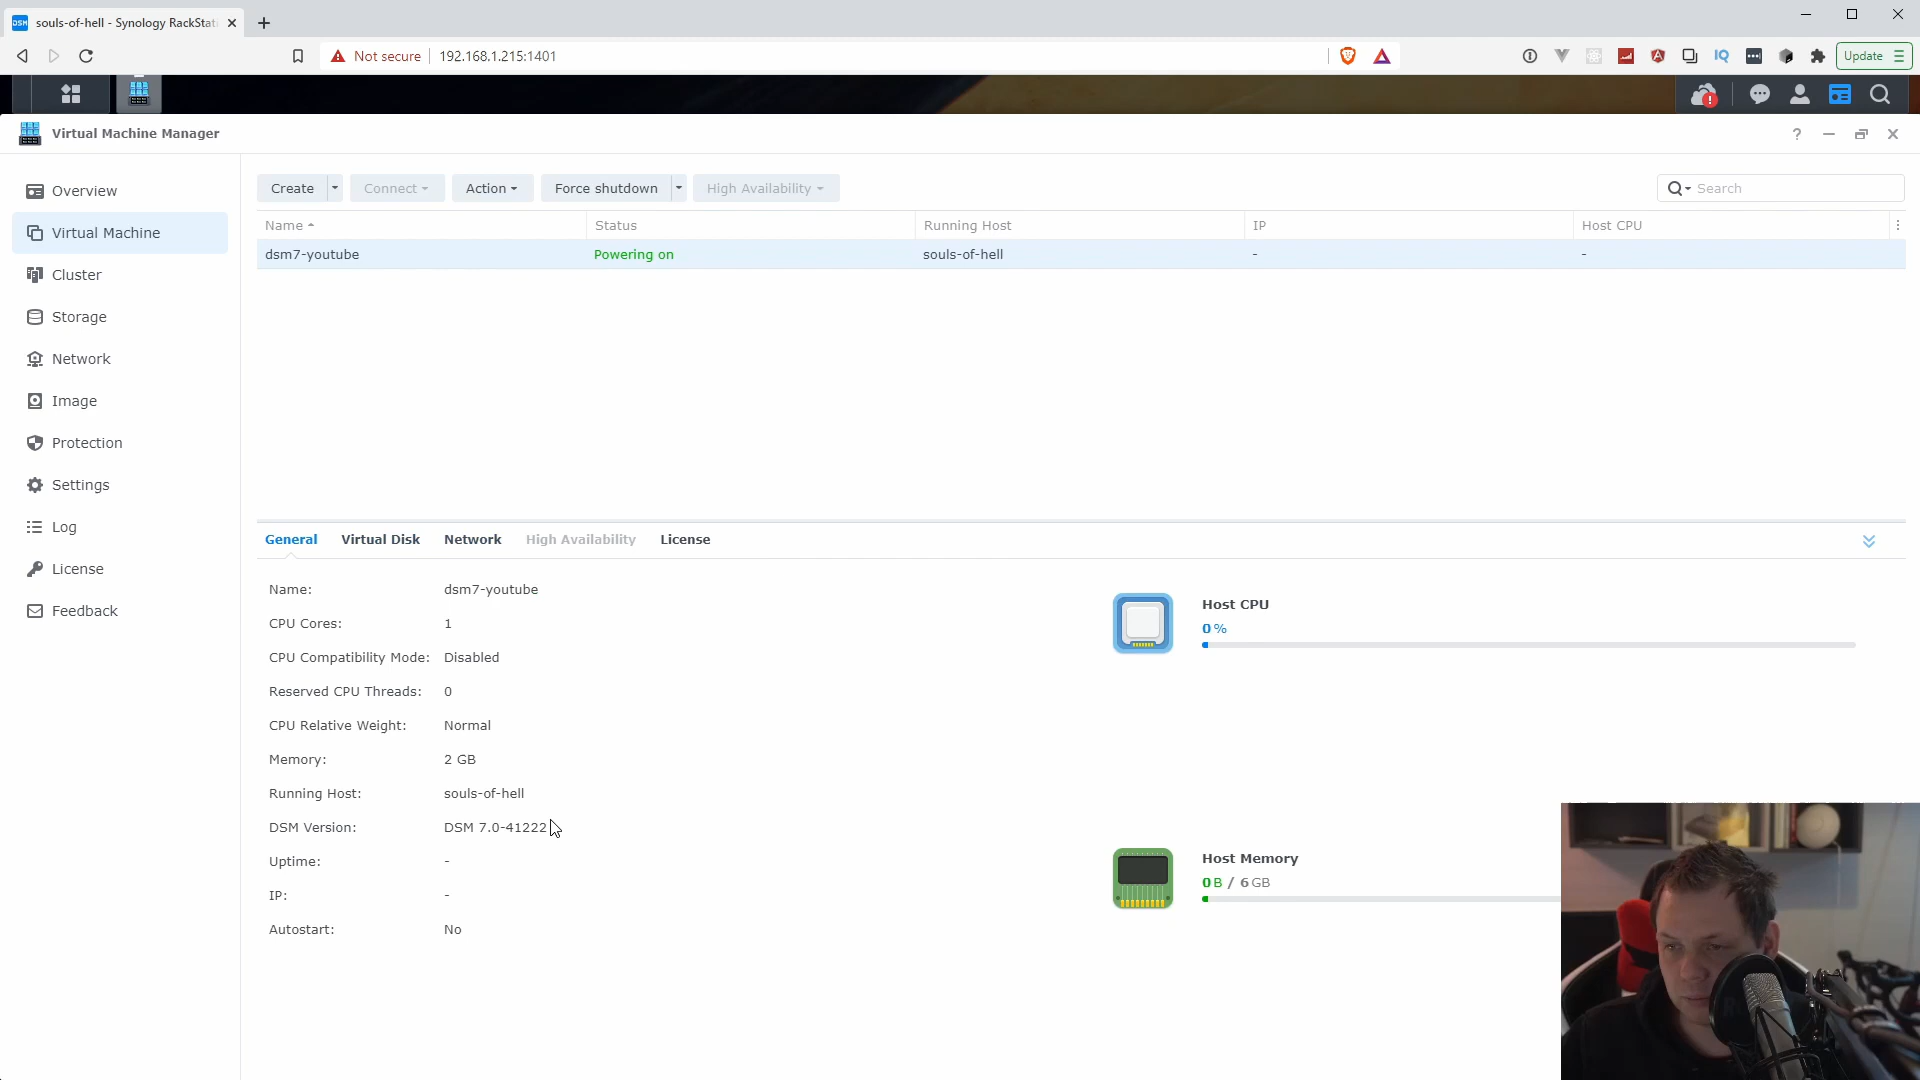 souls-of-hell - Synology RackStati
Not secure
192.168.1.215:1401
Update
Virtual Machine Manager
Overview
Virtual Machine
Cluster
Storage
Network
Image
Protection
Settings
Log
License
Feedback
Create
Connect
Action
Force shutdown
High Availability
Search
Name
Status
Running Host
IP
Host CPU
dsm7-youtube
Powering on
souls-of-hell
-
-
General
Virtual Disk
Network
High Availability
License
Name:
dsm7-youtube
CPU Cores:
1
CPU Compatibility Mode:
Disabled
Reserved CPU Threads:
0
CPU Relative Weight:
Normal
Memory:
2 GB
Running Host:
souls-of-hell
DSM Version:
DSM 7.0-41222
Uptime:
-
IP:
-
Autostart:
No
Host CPU
0 %
Host Memory
0 B / 6 GB